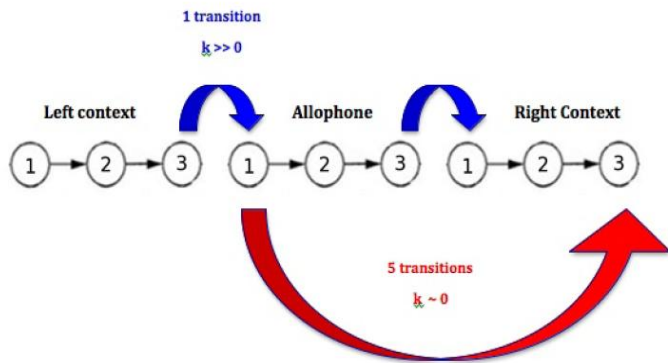 1 transition
k >> 0
Left context
Allophone
Right Context
1 2 3 1 2 3 1 2 3
5 transitions
k ~ 0